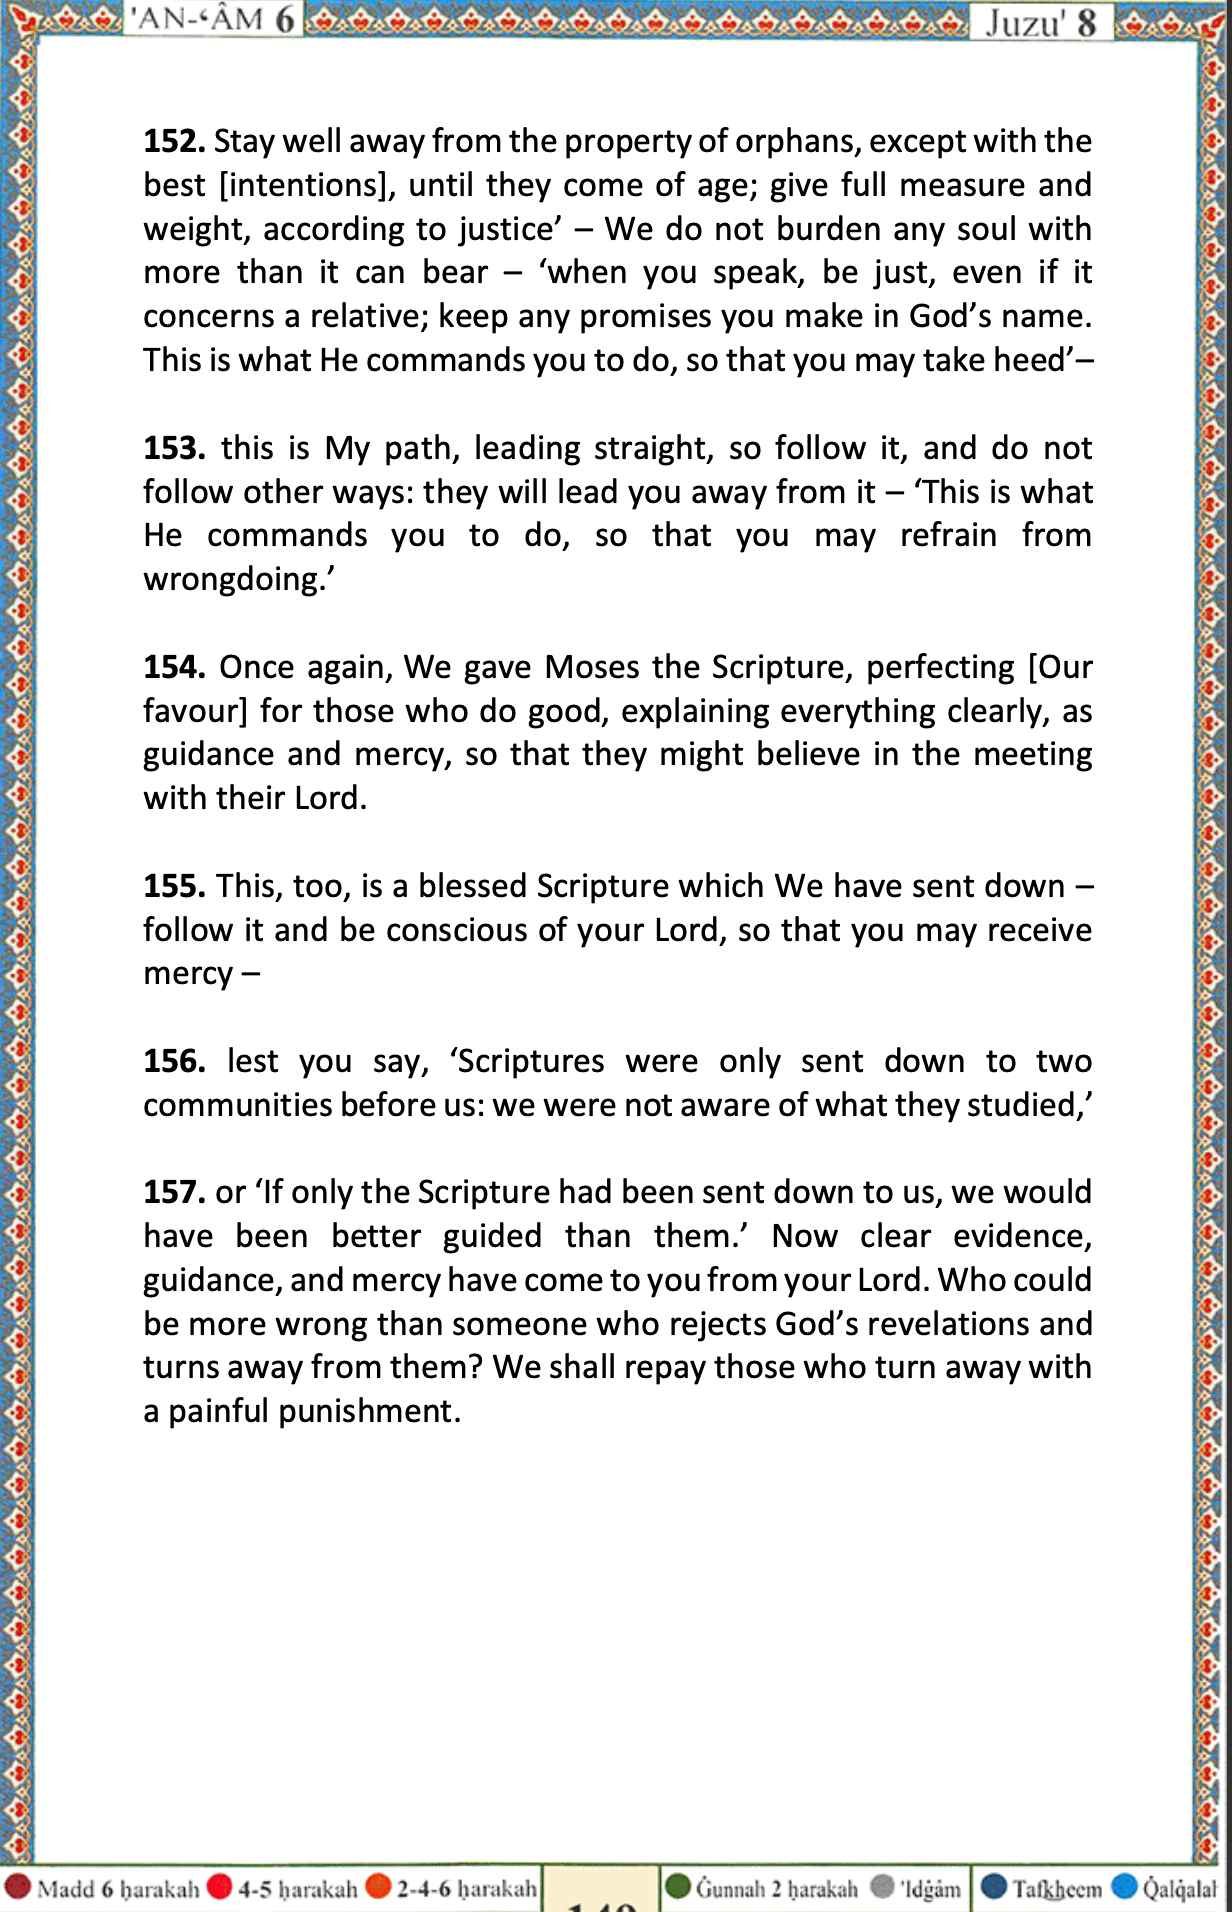 'AN-‘ÂM 6
Juzu' 8
152. Stay well away from the property of orphans, except with the
best [intentions], until they come of age; give full measure and
weight, according to justice’ – We do not burden any soul with
more than it can bear – ‘when you speak, be just, even if it
concerns a relative; keep any promises you make in God’s name.
This is what He commands you to do, so that you may take heed’–
153. this is My path, leading straight, so follow it, and do not
follow other ways: they will lead you away from it – ‘This is what
He commands you to do, so that you may refrain from
wrongdoing.’
154. Once again, We gave Moses the Scripture, perfecting [Our
favour] for those who do good, explaining everything clearly, as
guidance and mercy, so that they might believe in the meeting
with their Lord.
155. This, too, is a blessed Scripture which We have sent down –
follow it and be conscious of your Lord, so that you may receive
mercy –
156. lest you say, ‘Scriptures were only sent down to two
communities before us: we were not aware of what they studied,’
157. or ‘If only the Scripture had been sent down to us, we would
have been better guided than them.’ Now clear evidence,
guidance, and mercy have come to you from your Lord. Who could
be more wrong than someone who rejects God’s revelations and
turns away from them? We shall repay those who turn away with
a painful punishment.
Madd 6 ḥarakah 4-5 ḥarakah 2-4-6 ḥarakah
Ġunnah 2 ḥarakah 'Idġâm Tafkheem